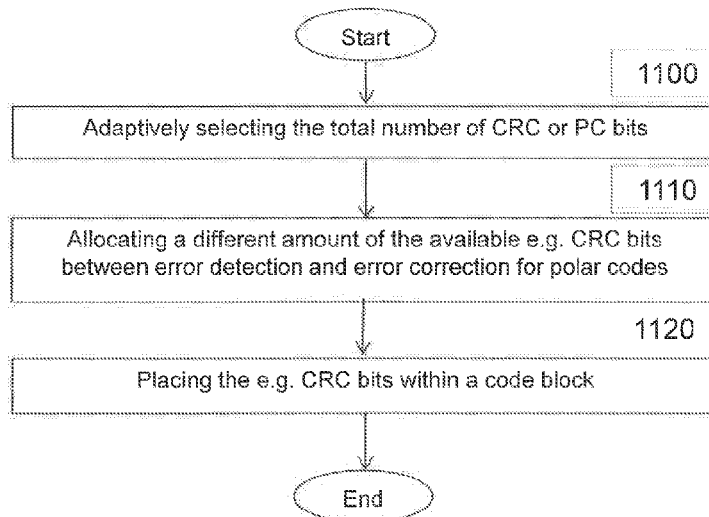 Start
1100
Adaptively selecting the total number of CRC or PC bits
1110
Allocating a different amount of the available e.g. CRC bits
between error detection and error correction for polar codes
1120
Placing the e.g. CRC bits within a code block
End